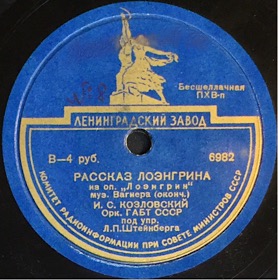 Бесшеллачная
ПХВ-п
ЛЕНИНГРАДСКИЙ ЗАВОД
В–4 руб.
6982
РАССКАЗ ЛОЭНГРИНА
из оп. „Лоэнгрин"
муз. Вагнера (оконч.)
И. С. КОЗЛОВСКИЙ
Орк. ГАБТ СССР
под упр.
Л.П.Штейнберга
КОМИТЕТ РАДИОИНФОРМАЦИИ ПРИ СОВЕТЕ МИНИСТРОВ СССР